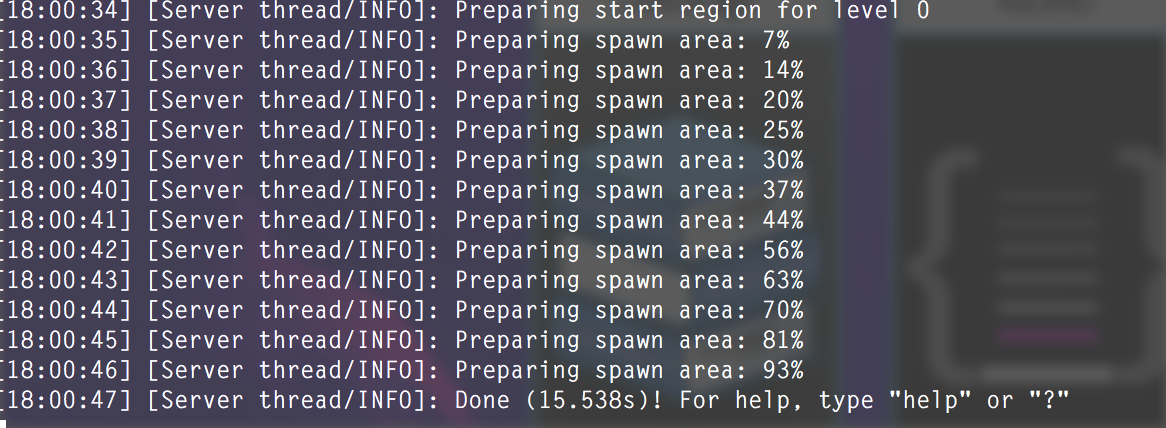 [18:00:34] [Server thread/INFO]: Preparing start region for level 0
[18:00:35] [Server thread/INFO]: Preparing spawn area: 7%
[18:00:36] [Server thread/INFO]: Preparing spawn area: 14%
[18:00:37] [Server thread/INFO]: Preparing spawn area: 20%
[18:00:38] [Server thread/INFO]: Preparing spawn area: 25%
[18:00:39] [Server thread/INFO]: Preparing spawn area: 30%
[18:00:40] [Server thread/INFO]: Preparing spawn area: 37%
[18:00:41] [Server thread/INFO]: Preparing spawn area: 44%
[18:00:42] [Server thread/INFO]: Preparing spawn area: 56%
[18:00:43] [Server thread/INFO]: Preparing spawn area: 63%
[18:00:44] [Server thread/INFO]: Preparing spawn area: 70%
[18:00:45] [Server thread/INFO]: Preparing spawn area: 81%
[18:00:46] [Server thread/INFO]: Preparing spawn area: 93%
[18:00:47] [Server thread/INFO]: Done (15.538s)! For help, type "help" or "?"